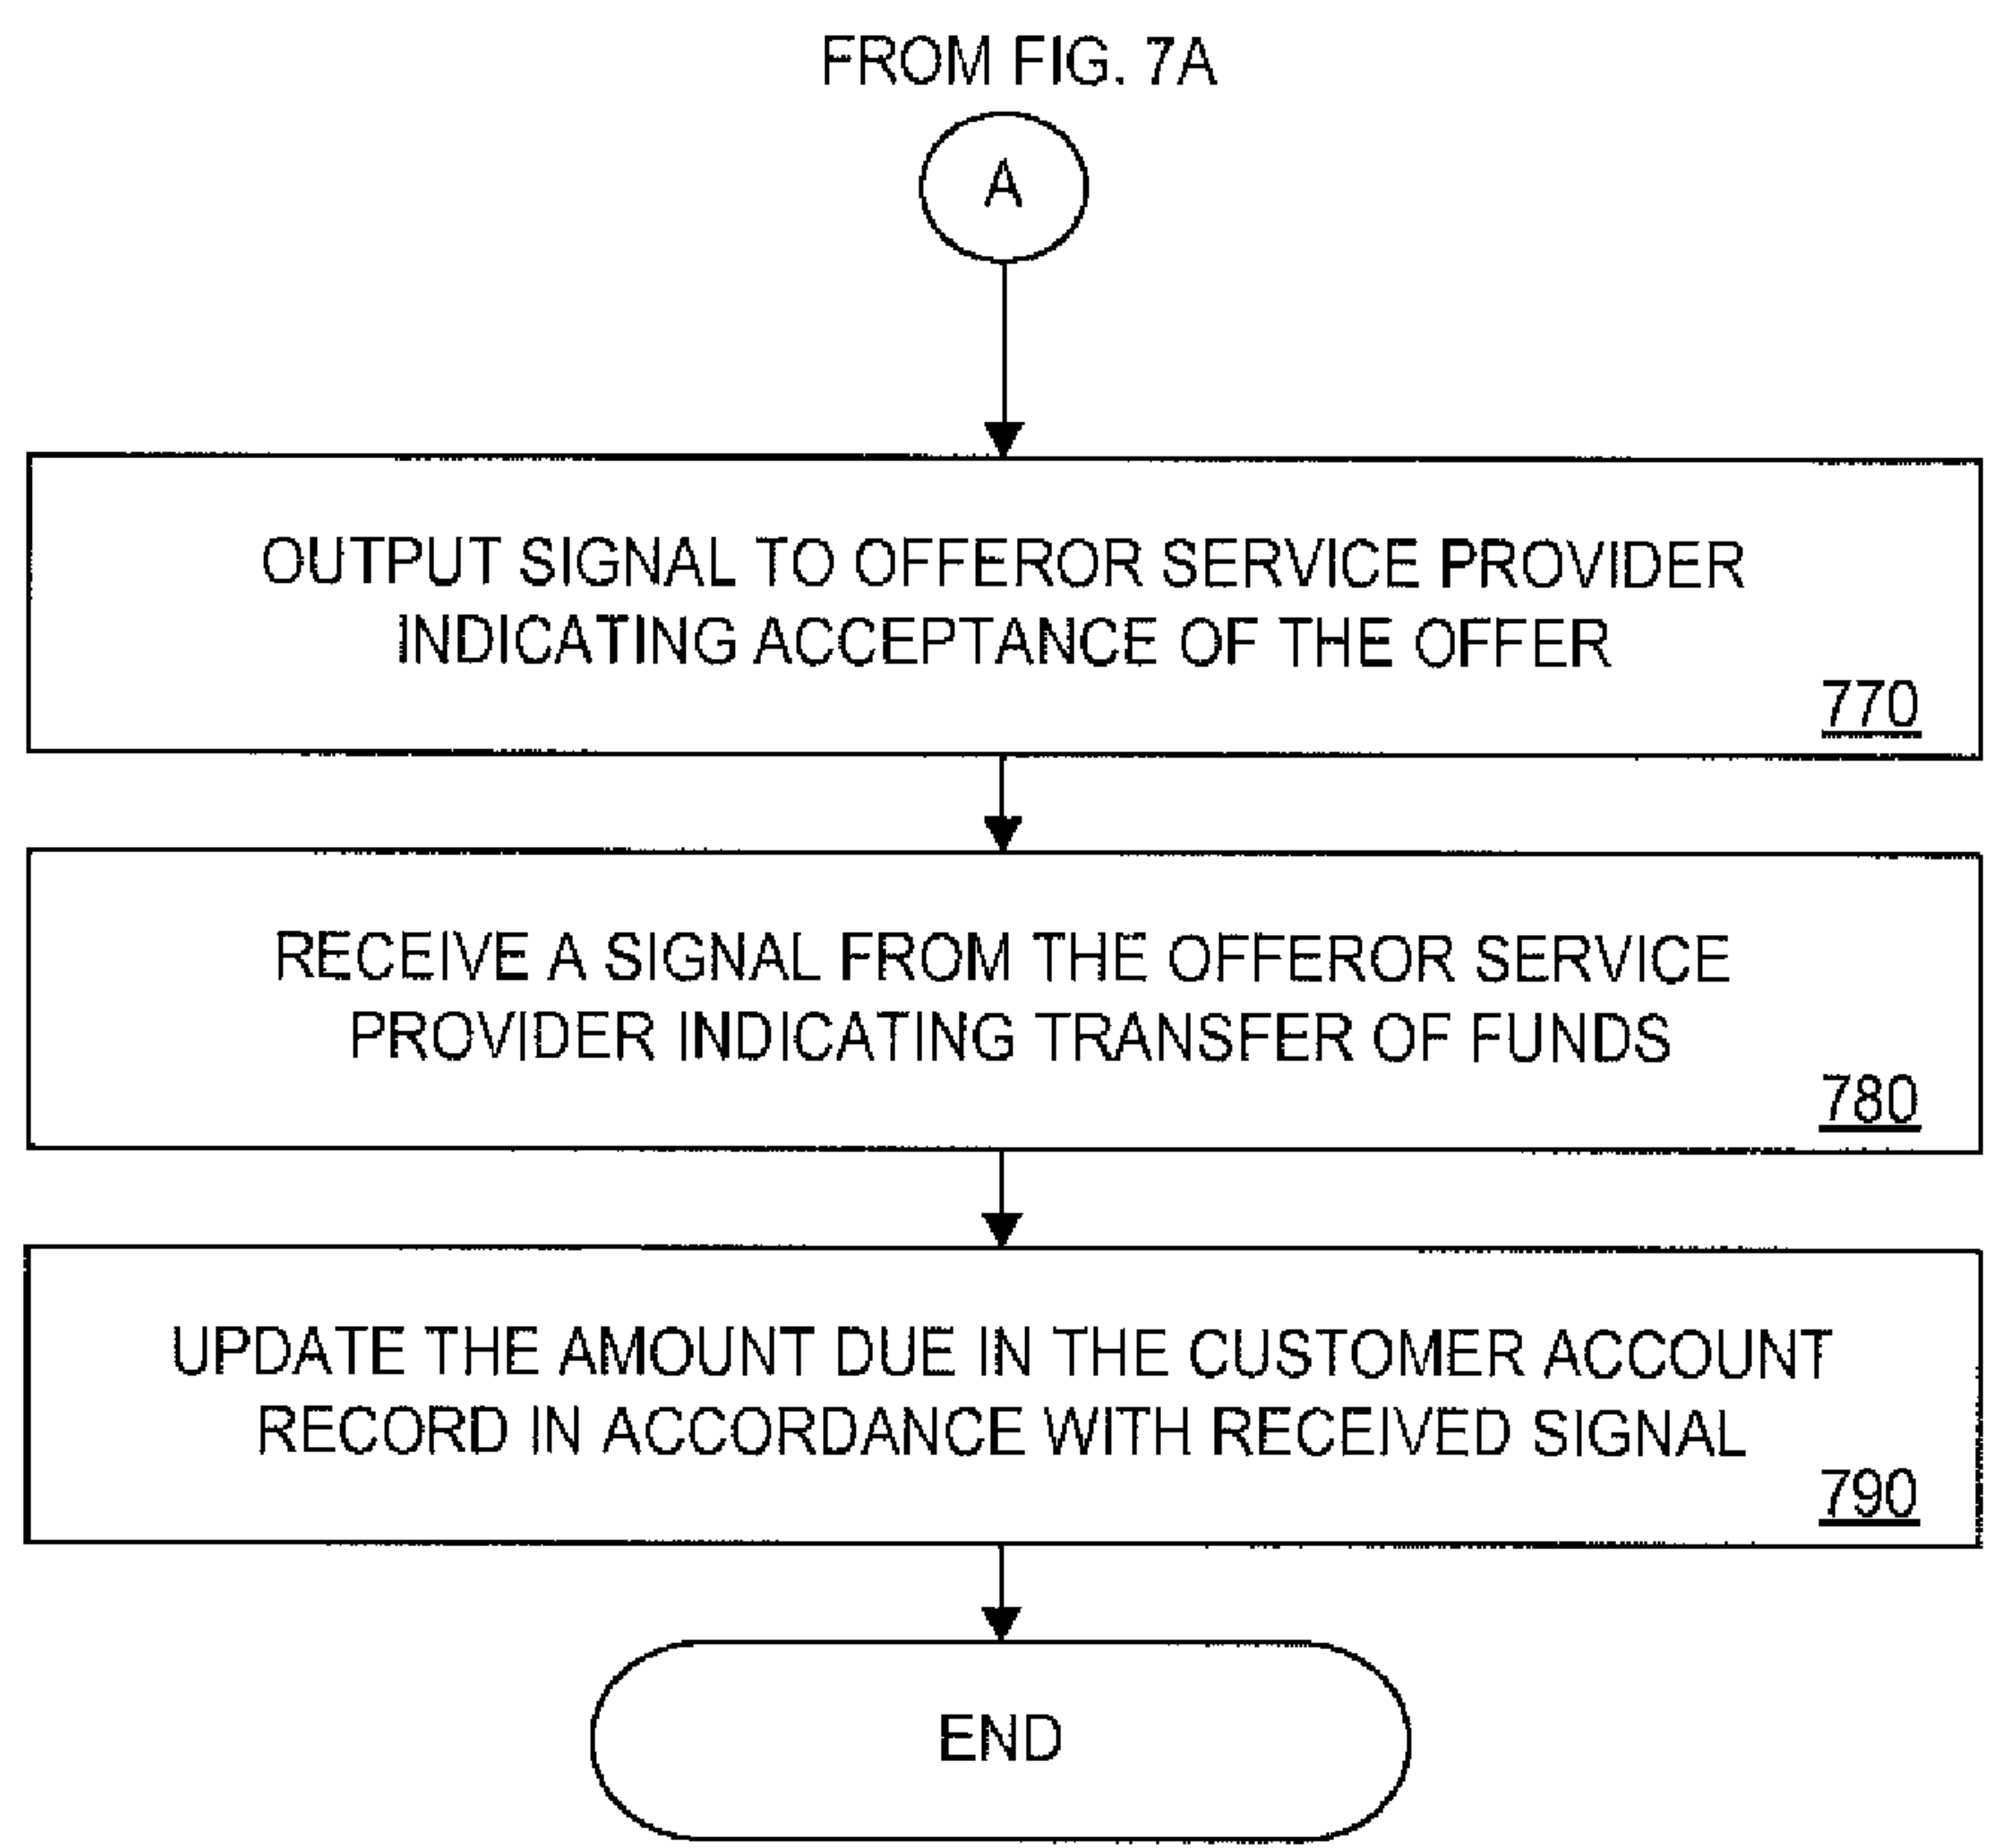 FROM FIG. 7A
A
OUTPUT SIGNAL TO OFFEROR SERVICE PROVIDER
INDICATING ACCEPTANCE OF THE OFFER
770
RECEIVE A SIGNAL FROM THE OFFEROR SERVICE
PROVIDER INDICATING TRANSFER OF FUNDS
780
UPDATE THE AMOUNT DUE IN THE CUSTOMER ACCOUNT
RECORD IN ACCORDANCE WITH RECEIVED SIGNAL
790
END